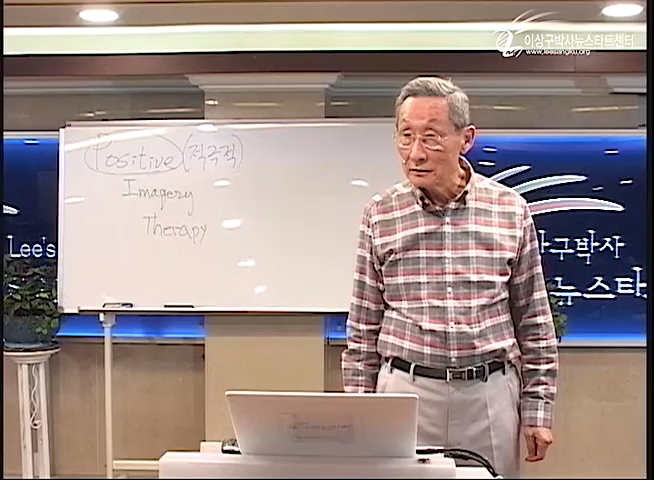 이상구박사뉴스타트센터
www.leesangku.org
Positive (적극적)
Imagery
Therapy
Lee's
상구박사
뉴스타트